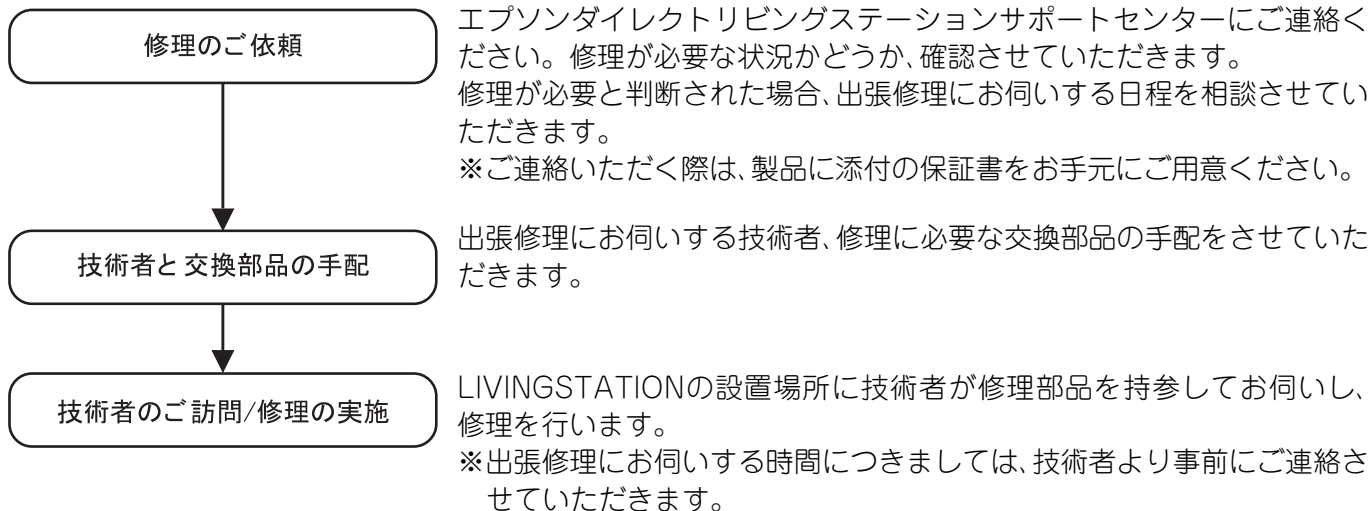 修理のご依頼
エプソンダイレクトリビングステーションサポートセンターにご連絡く
ださい。修理が必要な状況かどうか、確認させていただきます。
修理が必要と判断された場合、出張修理にお伺いする日程を相談させてい
ただきます。
※ご連絡いただく際は、製品に添付の保証書をお手元にご用意ください。
技術者と交換部品の手配
出張修理にお伺いする技術者、修理に必要な交換部品の手配をさせていた
だきます。
技術者のご訪問/修理の実施
LIVINGSTATIONの設置場所に技術者が修理部品を持参してお伺いし、
修理を行います。
※出張修理にお伺いする時間につきましては、技術者より事前にご連絡さ
せていただきます。